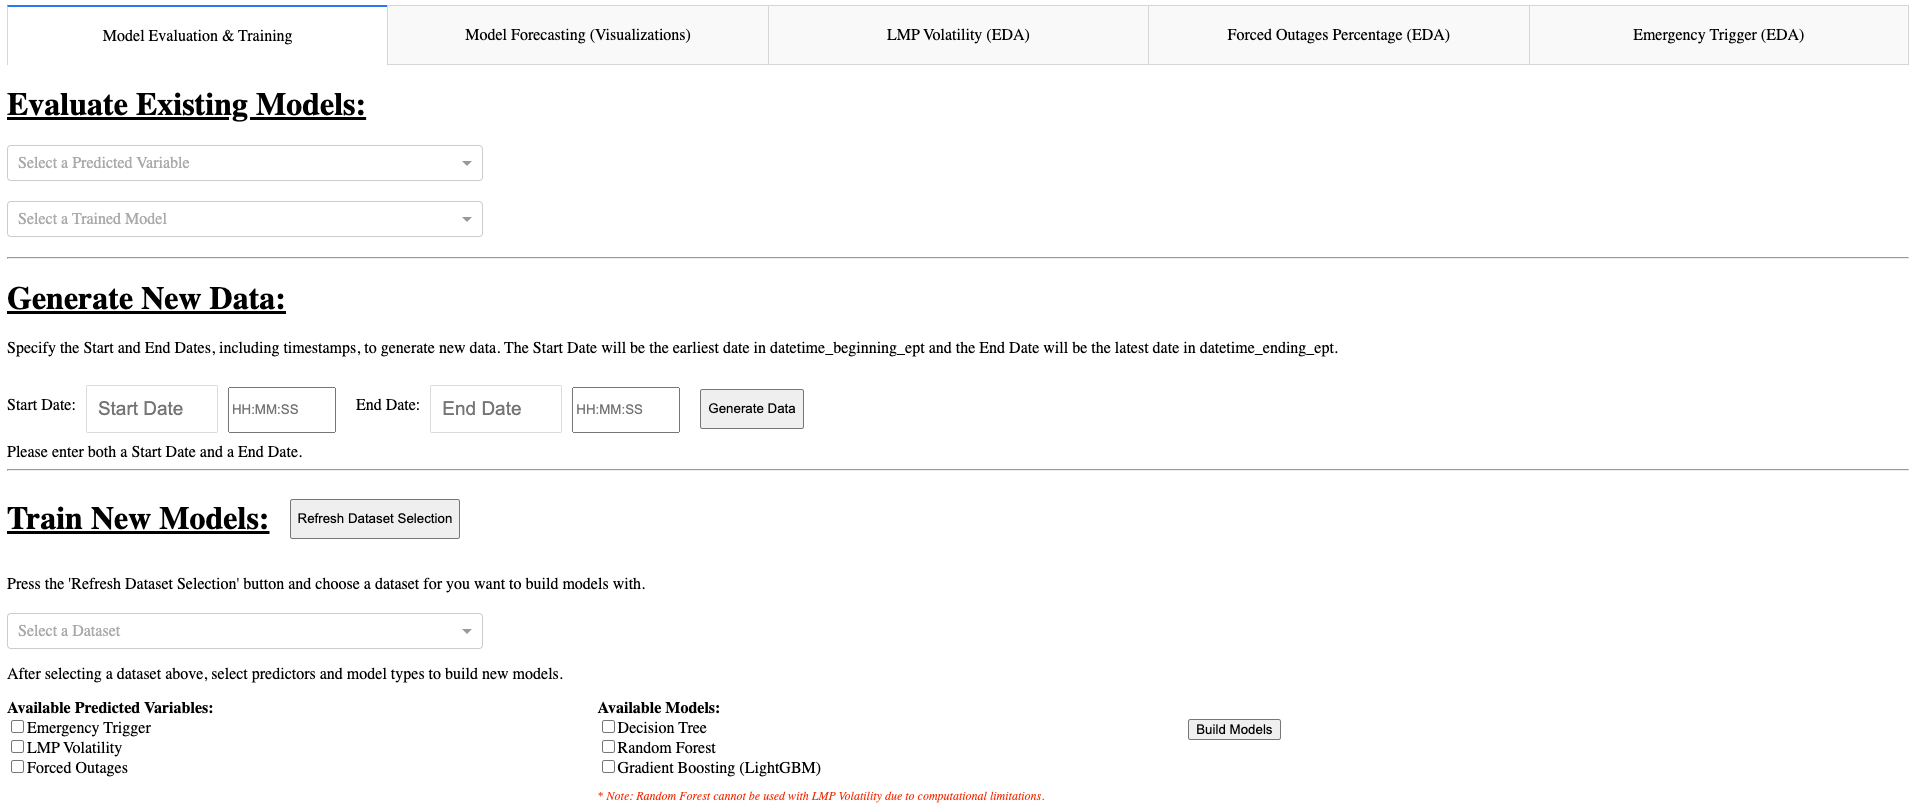 Model Evaluation & Training
Model Forecasting (Visualizations)
LMP Volatility (EDA)
Forced Outages Percentage (EDA)
Emergency Trigger (EDA)
Evaluate Existing Models:
Select a Predicted Variable
Select a Trained Model
Generate New Data:
Specify the Start and End Dates, including timestamps, to generate new data. The Start Date will be the earliest date in datetime_beginning_ept and the End Date will be the latest date in datetime_ending_ept.
Start Date: Start Date HH:MM:SS End Date: End Date HH:MM:SS Generate Data
Please enter both a Start Date and a End Date.
Train New Models: Refresh Dataset Selection
Press the 'Refresh Dataset Selection' button and choose a dataset for you want to build models with.
Select a Dataset
After selecting a dataset above, select predictors and model types to build new models.
Available Predicted Variables:
Emergency Trigger
LMP Volatility
Forced Outages
Available Models:
Decision Tree
Random Forest
Gradient Boosting (LightGBM)
* Note: Random Forest cannot be used with LMP Volatility due to computational limitations.
Build Models